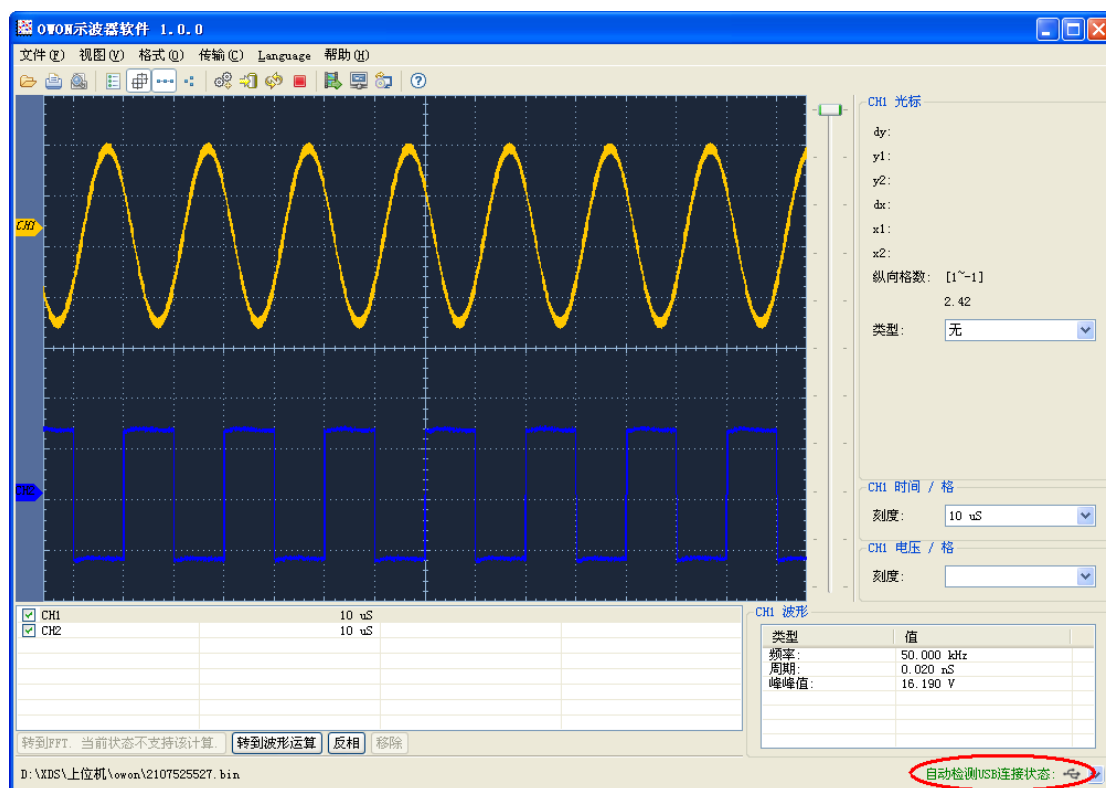 OWON示波器软件 1.0.0
文件(F) 视图(V) 格式(O) 传输(C) Language 帮助(H)
CH1 光标
dy:
y1:
y2:
dx:
x1:
x2:
纵向格数: [1~-1]
2.42
类型: 无
CH1
CH2
CH1 时间 / 格
刻度: 10 uS
CH1 电压 / 格
刻度:
CH1 10 uS
CH2 10 uS
CH1 波形
类型 值
频率: 50.000 kHz
周期: 0.020 mS
峰峰值: 16.190 V
转到FFT. 当前状态不支持该计算. 转到波形运算 反相 移除
D:\XDS\上位机\owon\2107525527.bin
自动检测USB连接状态: